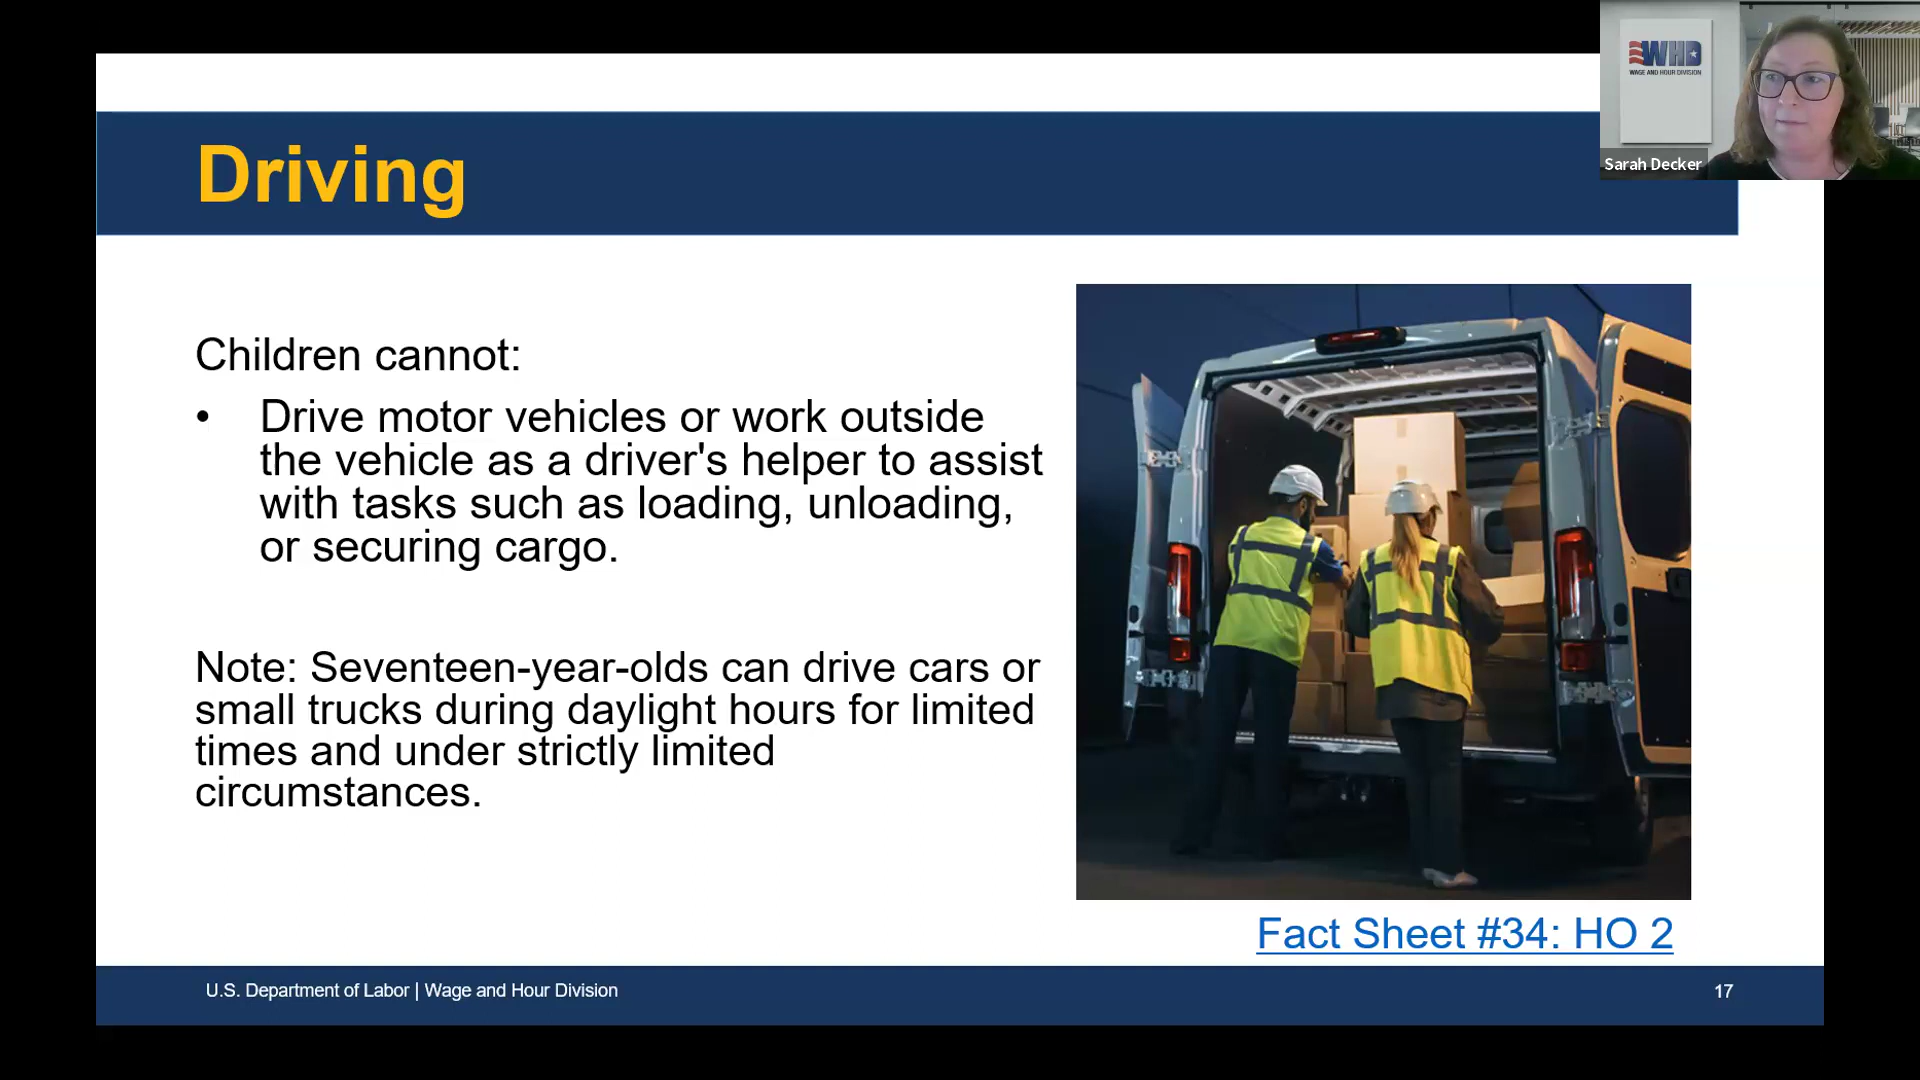 WHD
WAGE AND HOUR DIVISION
Sarah Decker
Driving
Children cannot:
• Drive motor vehicles or work outside
the vehicle as a driver's helper to assist
with tasks such as loading, unloading,
or securing cargo.
Note: Seventeen-year-olds can drive cars or
small trucks during daylight hours for limited
times and under strictly limited
circumstances.
Fact Sheet #34: HO 2
U.S. Department of Labor | Wage and Hour Division
17